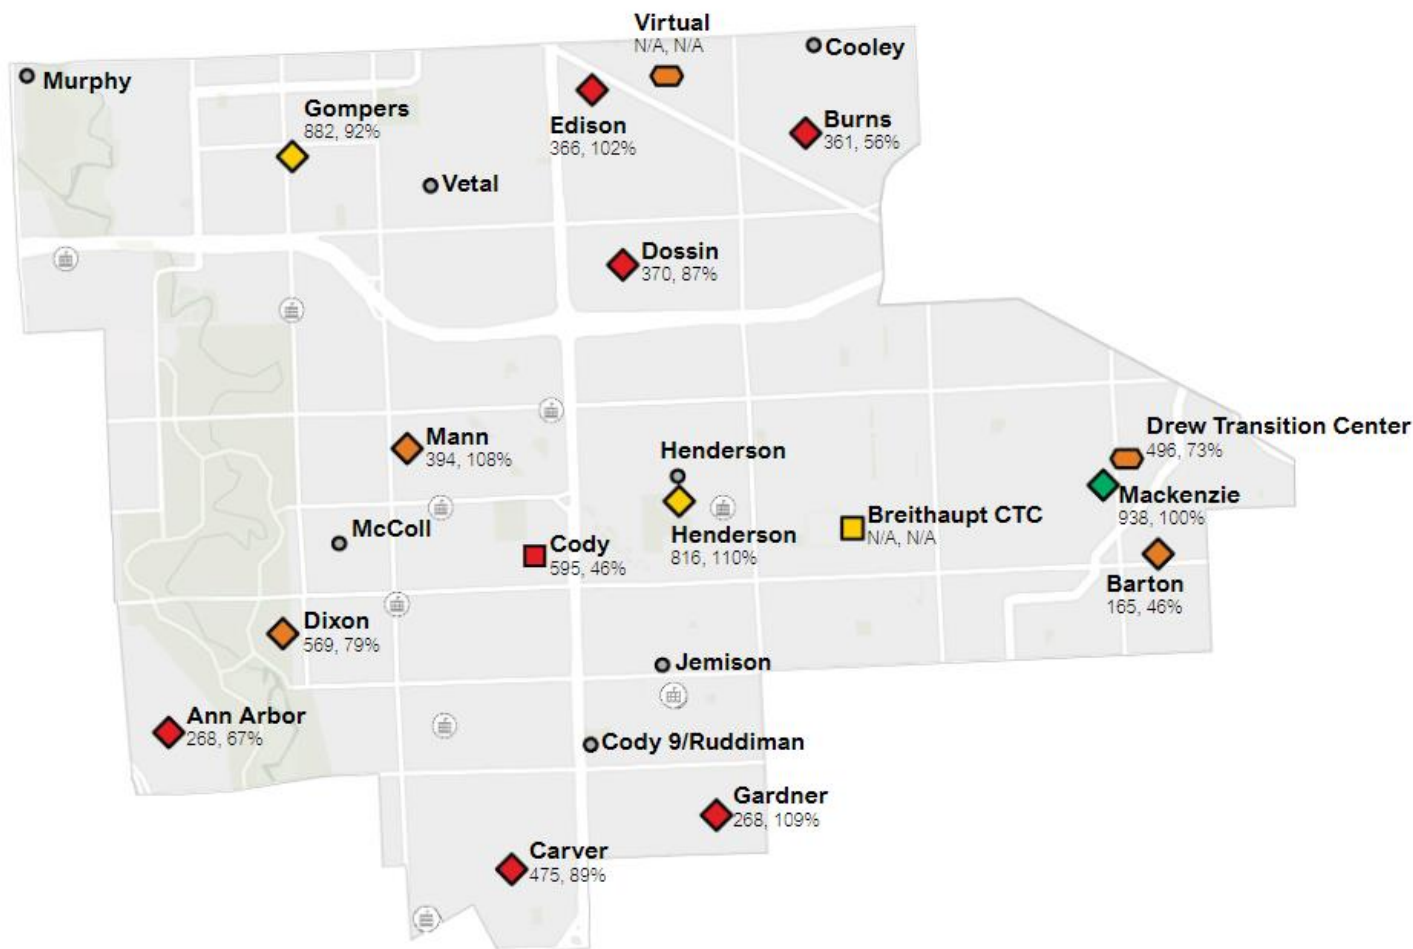 Virtual
N/A, N/A
Cooley
Murphy
Gompers
882, 92%
Edison
366, 102%
Burns
361, 56%
Vetal
Dossin
370, 87%
Mann
394, 108%
Henderson
Drew Transition Center
496, 73%
Mackenzie
938, 100%
McColl
Cody
595, 46%
Henderson
816, 110%
Breithaupt CTC
N/A, N/A
Barton
165, 46%
Dixon
569, 79%
Jemison
Ann Arbor
268, 67%
Cody 9/Ruddiman
Gardner
268, 109%
Carver
475, 89%